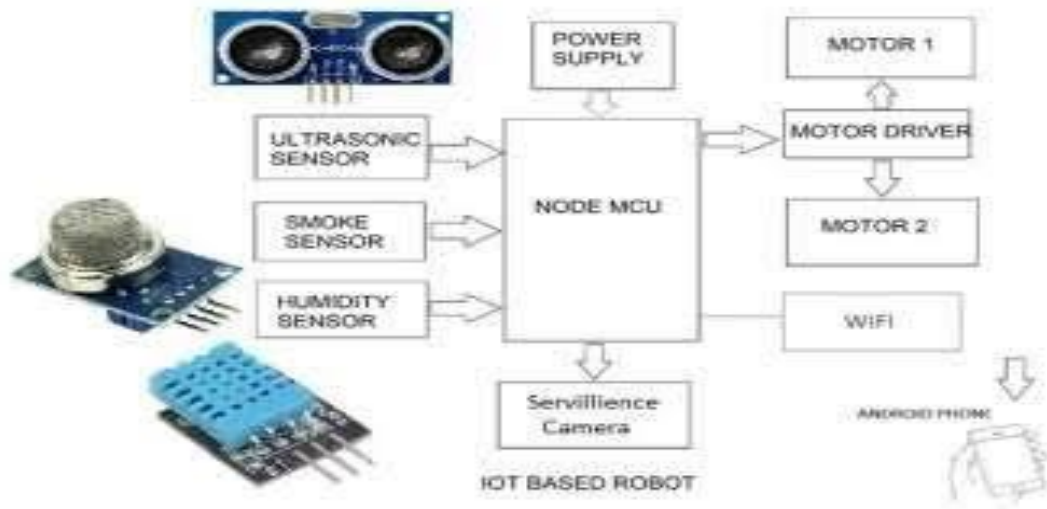 POWER
SUPPLY
MOTOR 1
ULTRASONIC
SENSOR
MOTOR DRIVER
NODE MCU
SMOKE
SENSOR
MOTOR 2
HUMIDITY
SENSOR
WIFI
Servillience
Camera
ANDROID PHONE
IOT BASED ROBOT